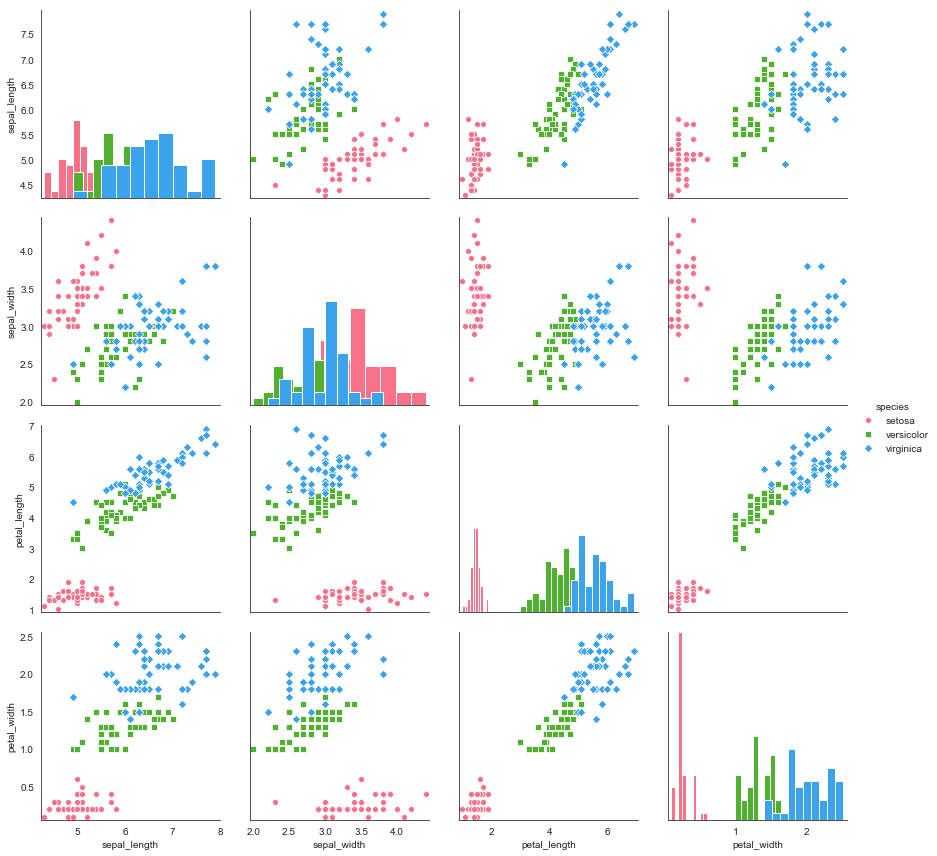 sepal_length
7.5
7.0
6.5
6.0
5.5
5.0
4.5
sepal_width
4.0
3.5
3.0
2.5
2.0
species
setosa
versicolor
virginica
petal_length
7
6
5
4
3
2
1
petal_width
2.5
2.0
1.5
1.0
0.5
5 6 7 8
sepal_length
2.0 2.5 3.0 3.5 4.0
sepal_width
2 4 6
petal_length
1 2
petal_width